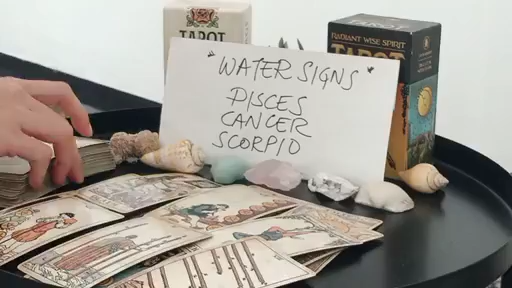 TAROT
RADIANT WISE SPIRIT
TAROT
"WATER SIGNS"
PISCES
CANCER
SCORPIO